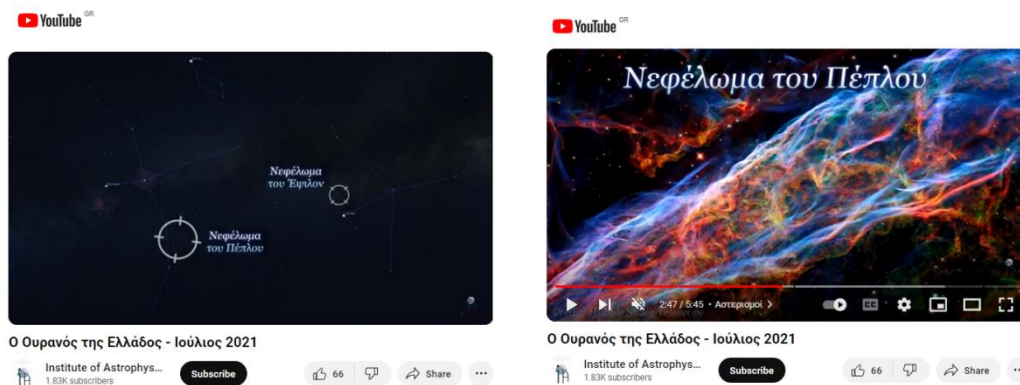 YouTube GR
Νεφέλωμα
του Έψιλον
Νεφέλωμα
του Πέπλου
Ο Ουρανός της Ελλάδος - Ιούλιος 2021
Institute of Astrophys...
1.83K subscribers
Subscribe
66
Share
YouTube GR
Νεφέλωμα του Πέπλου
2:47 / 5:45 • Αστερισμοί >
CC
Ο Ουρανός της Ελλάδος - Ιούλιος 2021
Institute of Astrophys...
1.83K subscribers
Subscribe
66
Share